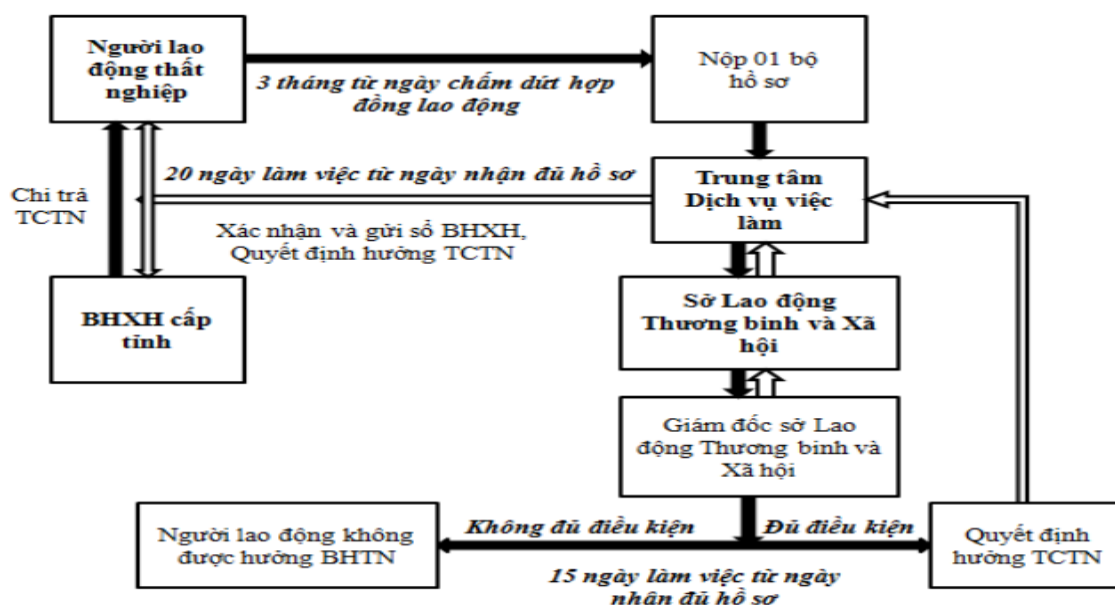 Người lao
động thất
nghiệp
3 tháng từ ngày chấm dứt hợp
đồng lao động
Nộp 01 bộ
hồ sơ
Chi trả
TCTN
20 ngày làm việc từ ngày nhận đủ hồ sơ
Xác nhận và gửi sổ BHXH,
Quyết định hưởng TCTN
Trung tâm
Dịch vụ việc
làm
BHXH cấp
tỉnh
Sở Lao động
Thương binh và Xã
hội
Giám đốc sở Lao
động Thương binh và
Xã hội
Không đủ điều kiện
Đủ điều kiện
Người lao động không
được hưởng BHTN
Quyết định
hưởng TCTN
15 ngày làm việc từ ngày
nhận đủ hồ sơ